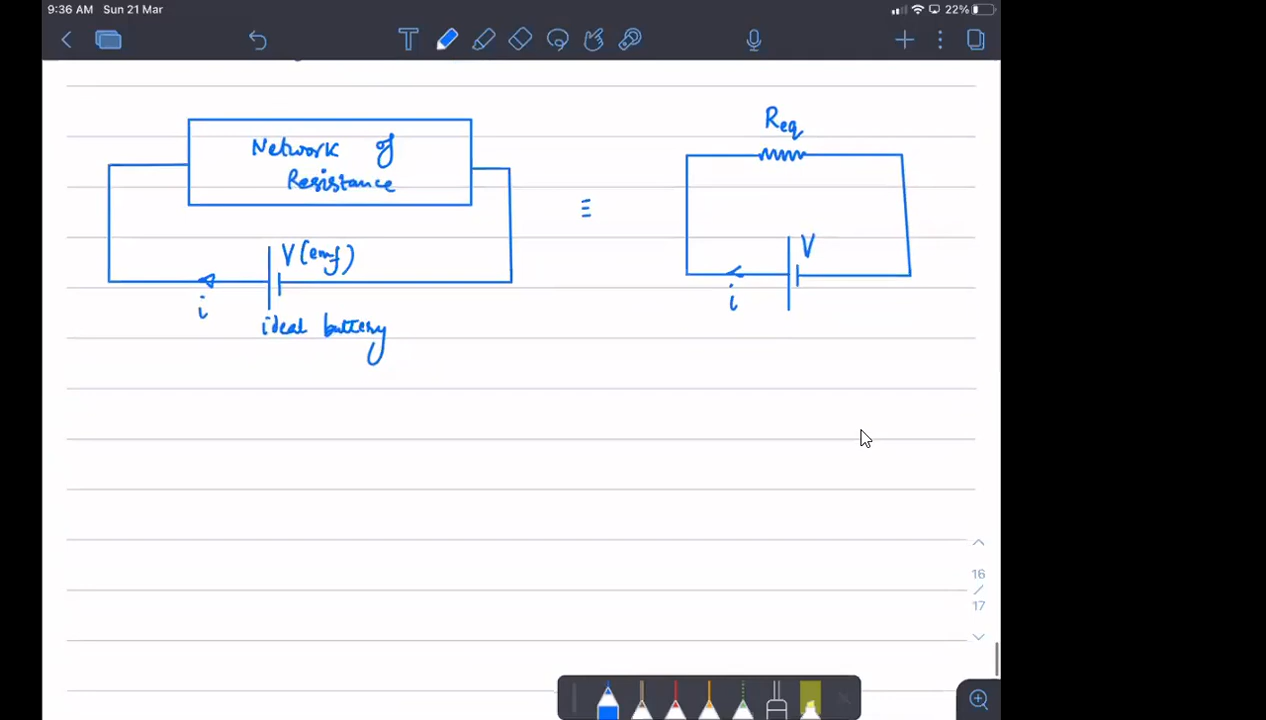 9:36 AM Sun 21 Mar
22%
T
Req
Network of
Resistance
≡
V(emf)
V
i
i
ideal battery
16
/
17